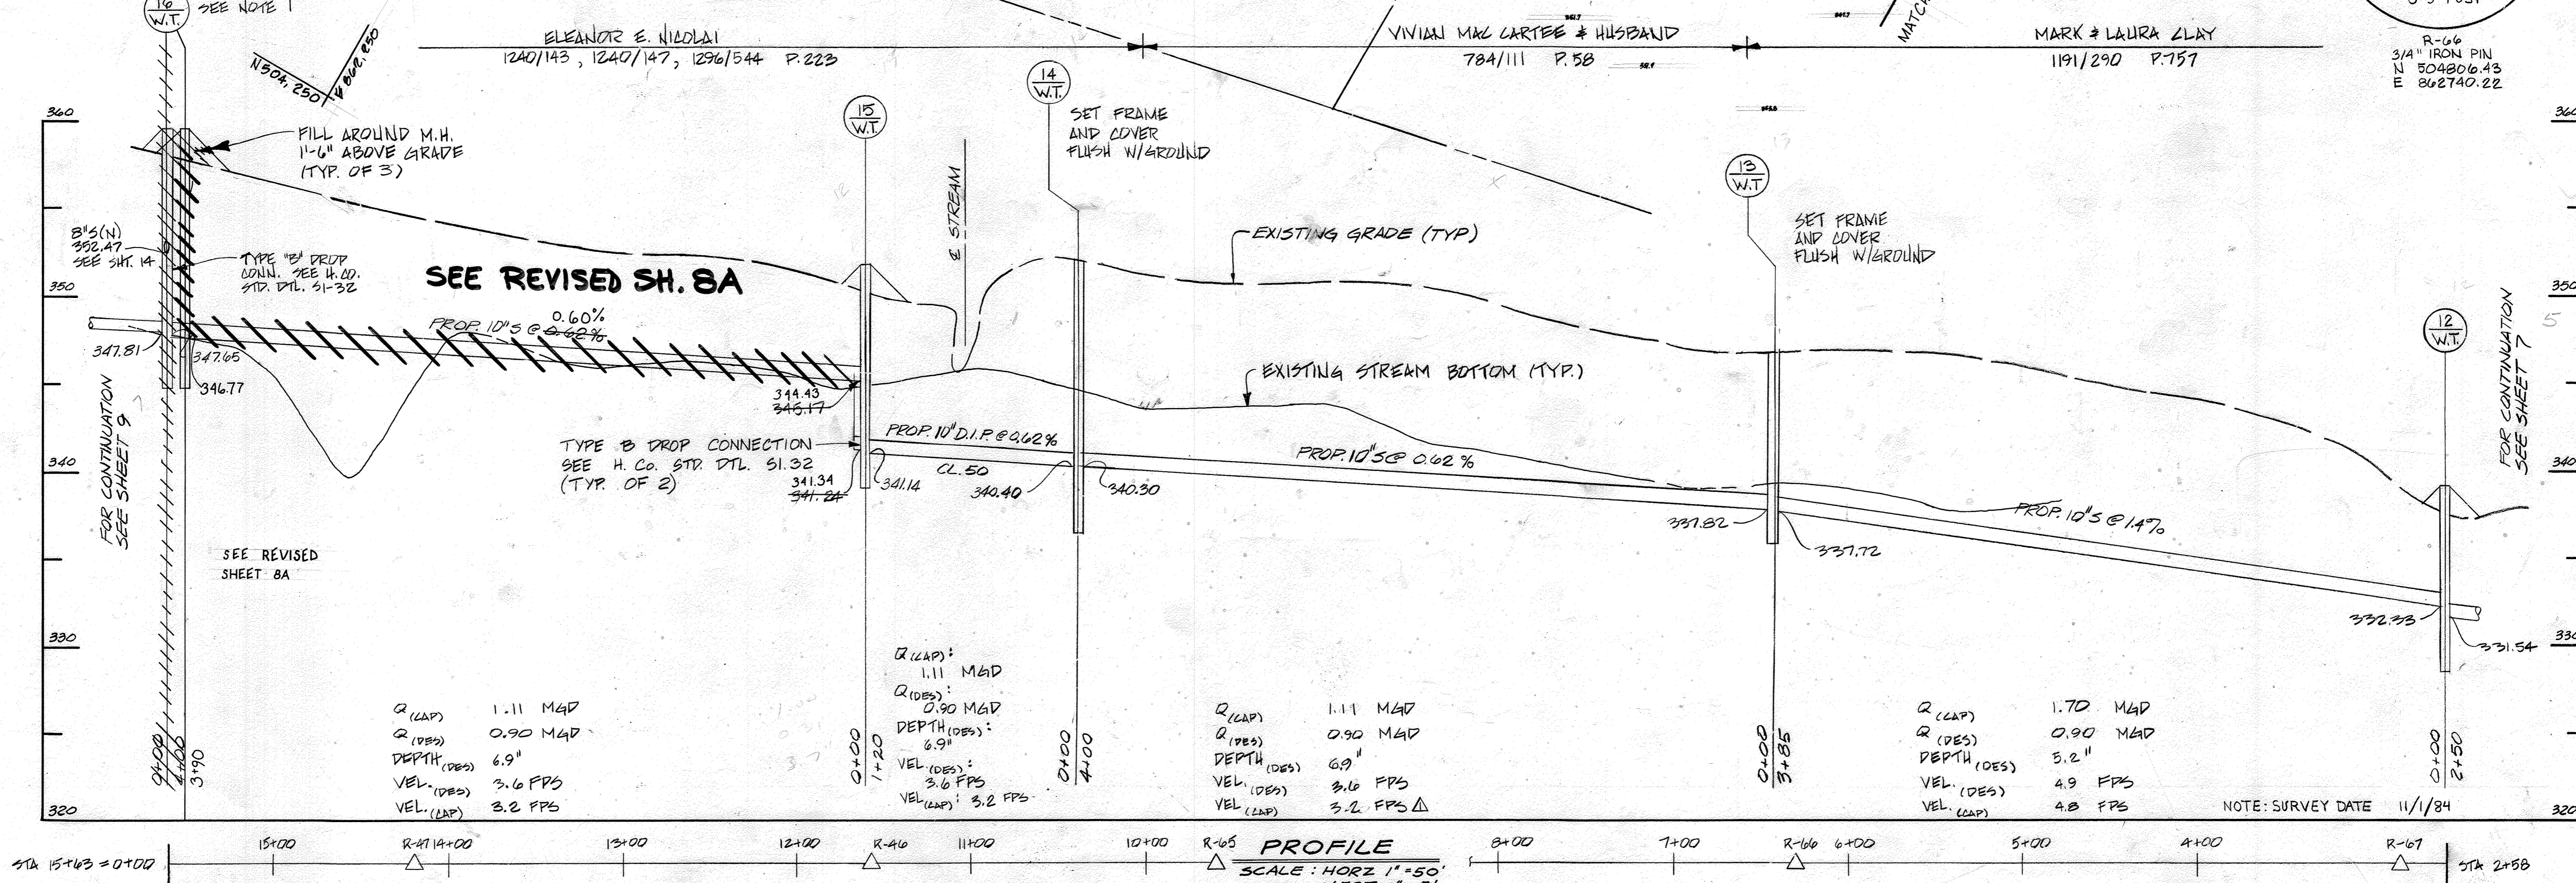 16
W.T.
SEE NOTE 1
N504,250
ELEANOR E. NICOLAI
1240/143, 1240/147, 1296/544 P.223
VIVIAN MAC CARTEE & HUSBAND
784/111 P.58
MARK & LAURA CLAY
1191/290 P.757
R-66
3/4" IRON PIN
N 504806.43
E 862740.22
360
350
340
330
320
FILL AROUND M.H.
1'-6" ABOVE GRADE
(TYP. OF 3)
8"S(N)
352.47
SEE SHT. 14
TYPE "B" DROP
CONN. SEE H.CO.
STD. DTL. S1-32
SEE REVISED SH. 8A
0.60%
PROP. 10"S @ 0.62%
347.81
347.65
346.77
FOR CONTINUATION
SEE SHEET 9
SEE REVISED
SHEET 8A
15
W.T.
℄ STREAM
14
W.T.
SET FRAME
AND COVER
FLUSH W/GROUND
EXISTING GRADE (TYP)
EXISTING STREAM BOTTOM (TYP.)
344.43
345.17
TYPE B DROP CONNECTION
SEE H. CO. STD. DTL. S1.32
(TYP. OF 2)
341.34
341.24
341.14
PROP. 10" D.I.P. @ 0.62%
CL. 50
340.40
340.30
PROP. 10"S @ 0.62%
13
W.T
SET FRAME
AND COVER
FLUSH W/GROUND
337.82
337.72
PROP. 10"S @ 1.4%
12
W.T.
332.33
331.54
FOR CONTINUATION
SEE SHEET 7
360
350
340
330
320
Q(CAP) 1.11 MGD
Q(DES) 0.90 MGD
DEPTH(DES) 6.9"
VEL.(DES) 3.6 FPS
VEL.(CAP) 3.2 FPS
Q(CAP):
1.11 MGD
Q(DES):
0.90 MGD
DEPTH(DES):
6.9"
VEL(DES):
3.6 FPS
VEL(CAP): 3.2 FPS
Q(CAP) 1.11 MGD
Q(DES) 0.90 MGD
DEPTH(DES) 6.9"
VEL.(DES) 3.6 FPS
VEL(CAP) 3.2 FPS
Q(CAP) 1.70 MGD
Q(DES) 0.90 MGD
DEPTH(DES) 5.2"
VEL.(DES) 4.9 FPS
VEL.(CAP) 4.8 FPS
3+90
0+00
1+20
0+00
4+00
0+00
3+85
0+00
2+50
NOTE: SURVEY DATE 11/1/84
STA 15+63 = 0+00
15+00
R-47 14+00
13+00
12+00
R-46
11+00
10+00
R-65
PROFILE
SCALE: HORZ 1"=50'
8+00
7+00
R-66
6+00
5+00
4+00
R-67
STA 2+58